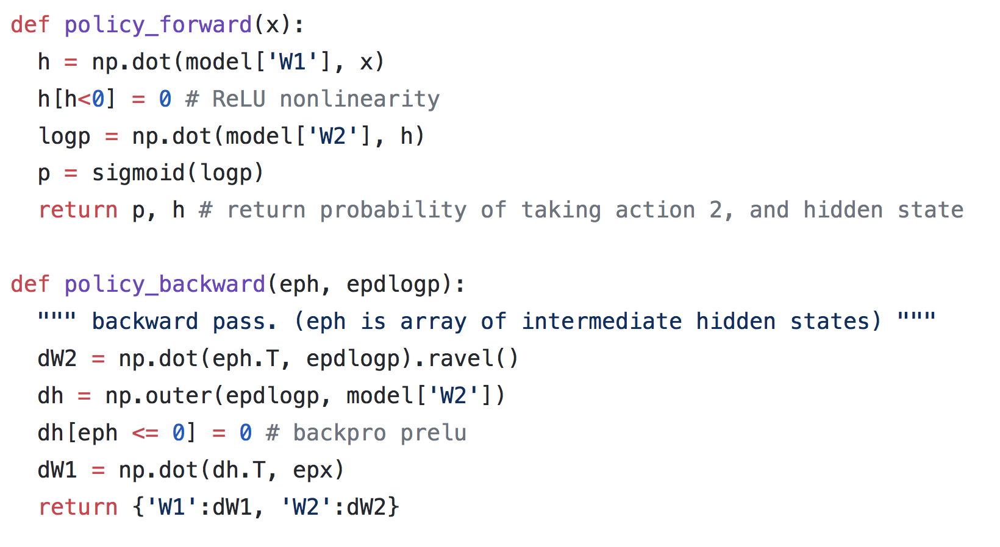 def policy_forward(x):
  h = np.dot(model['W1'], x)
  h[h<0] = 0 # ReLU nonlinearity
  logp = np.dot(model['W2'], h)
  p = sigmoid(logp)
  return p, h # return probability of taking action 2, and hidden state

def policy_backward(eph, epdlogp):
  """ backward pass. (eph is array of intermediate hidden states) """
  dW2 = np.dot(eph.T, epdlogp).ravel()
  dh = np.outer(epdlogp, model['W2'])
  dh[eph <= 0] = 0 # backpro prelu
  dW1 = np.dot(dh.T, epx)
  return {'W1':dW1, 'W2':dW2}